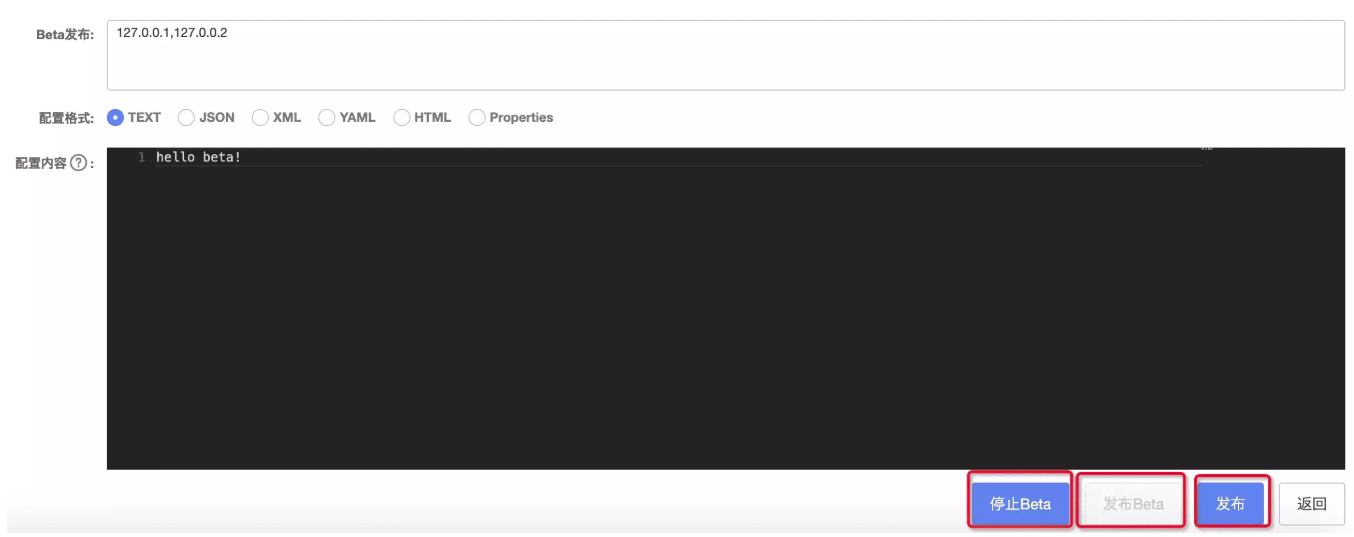 Beta发布: 127.0.0.1,127.0.0.2
配置格式: TEXT JSON XML YAML HTML Properties
配置内容?: 1 hello beta!
停止Beta 发布Beta 发布 返回